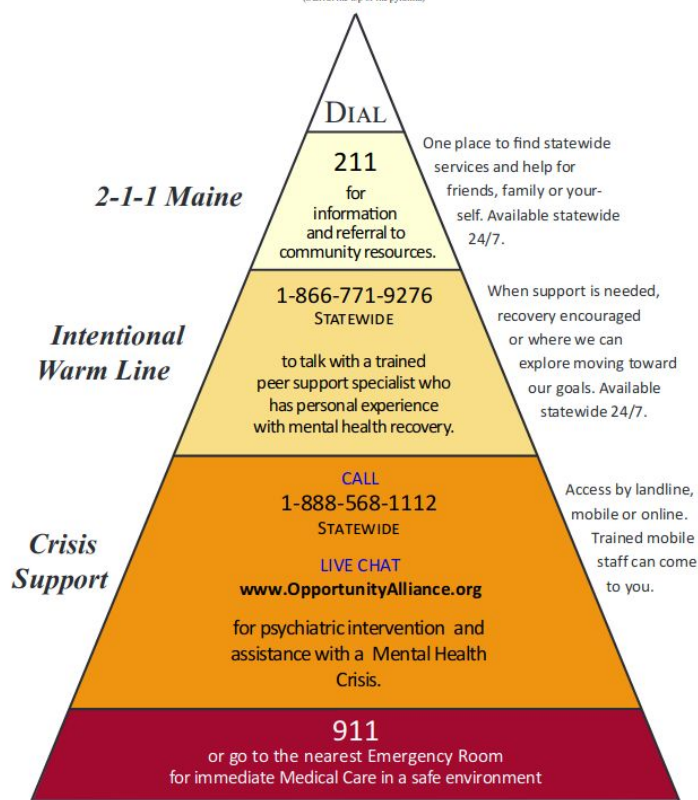 DIAL
2-1-1 Maine
211
for
information
and referral to
community resources.
One place to find statewide
services and help for
friends, family or your-
self. Available statewide
24/7.
Intentional
Warm Line
1-866-771-9276
STATEWIDE
to talk with a trained
peer support specialist who
has personal experience
with mental health recovery.
When support is needed,
recovery encouraged
or where we can
explore moving toward
our goals. Available
statewide 24/7.
Crisis
Support
CALL
1-888-568-1112
STATEWIDE
LIVE CHAT
www.OpportunityAlliance.org
for psychiatric intervention and
assistance with a Mental Health
Crisis.
Access by landline,
mobile or online.
Trained mobile
staff can come
to you.
911
or go to the nearest Emergency Room
for immediate Medical Care in a safe environment